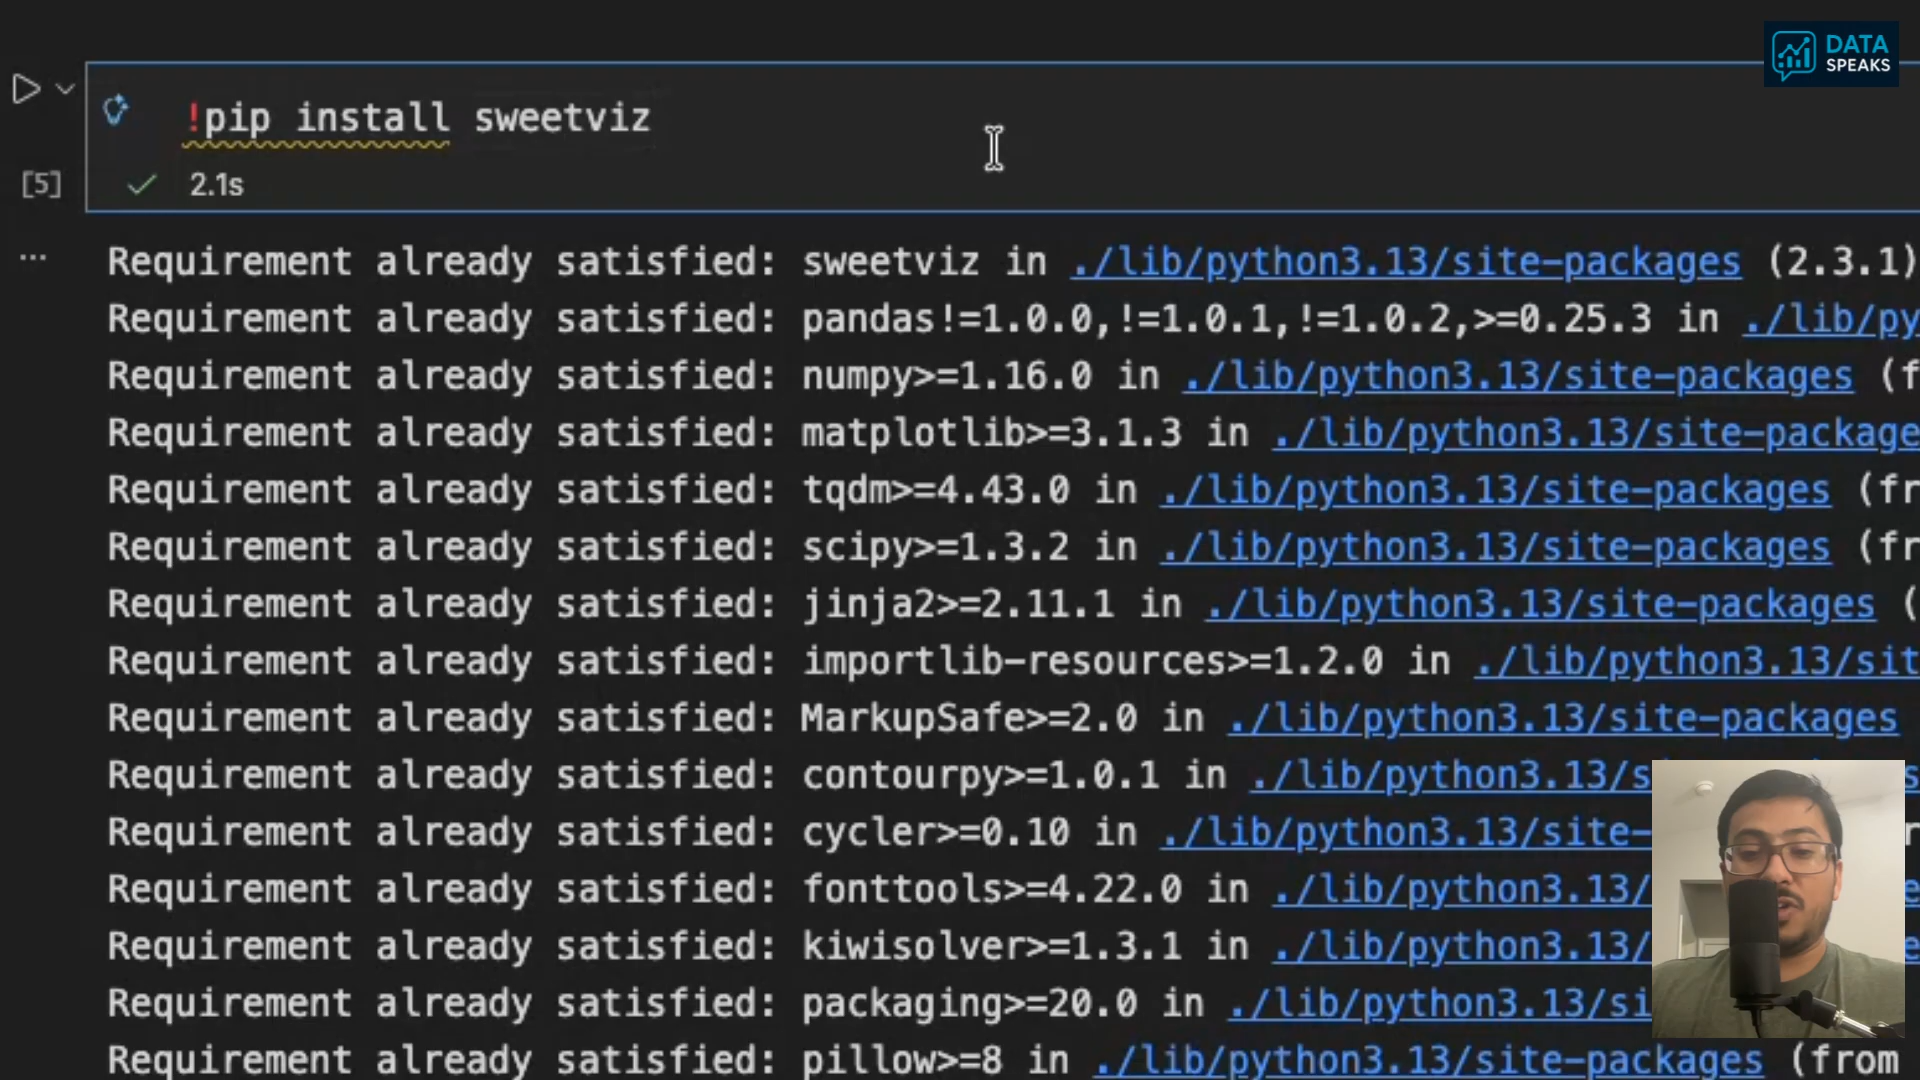 DATA
SPEAKS
!pip install sweetviz
[5]
2.1s
...
Requirement already satisfied: sweetviz in ./lib/python3.13/site-packages (2.3.1)
Requirement already satisfied: pandas!=1.0.0,!=1.0.1,!=1.0.2,>=0.25.3 in ./lib/py
Requirement already satisfied: numpy>=1.16.0 in ./lib/python3.13/site-packages (f
Requirement already satisfied: matplotlib>=3.1.3 in ./lib/python3.13/site-package
Requirement already satisfied: tqdm>=4.43.0 in ./lib/python3.13/site-packages (fr
Requirement already satisfied: scipy>=1.3.2 in ./lib/python3.13/site-packages (fr
Requirement already satisfied: jinja2>=2.11.1 in ./lib/python3.13/site-packages (
Requirement already satisfied: importlib-resources>=1.2.0 in ./lib/python3.13/sit
Requirement already satisfied: MarkupSafe>=2.0 in ./lib/python3.13/site-packages
Requirement already satisfied: contourpy>=1.0.1 in ./lib/python3.13/s
Requirement already satisfied: cycler>=0.10 in ./lib/python3.13/site-
Requirement already satisfied: fonttools>=4.22.0 in ./lib/python3.13/
Requirement already satisfied: kiwisolver>=1.3.1 in ./lib/python3.13/
Requirement already satisfied: packaging>=20.0 in ./lib/python3.13/si
Requirement already satisfied: pillow>=8 in ./lib/python3.13/site-packages (from